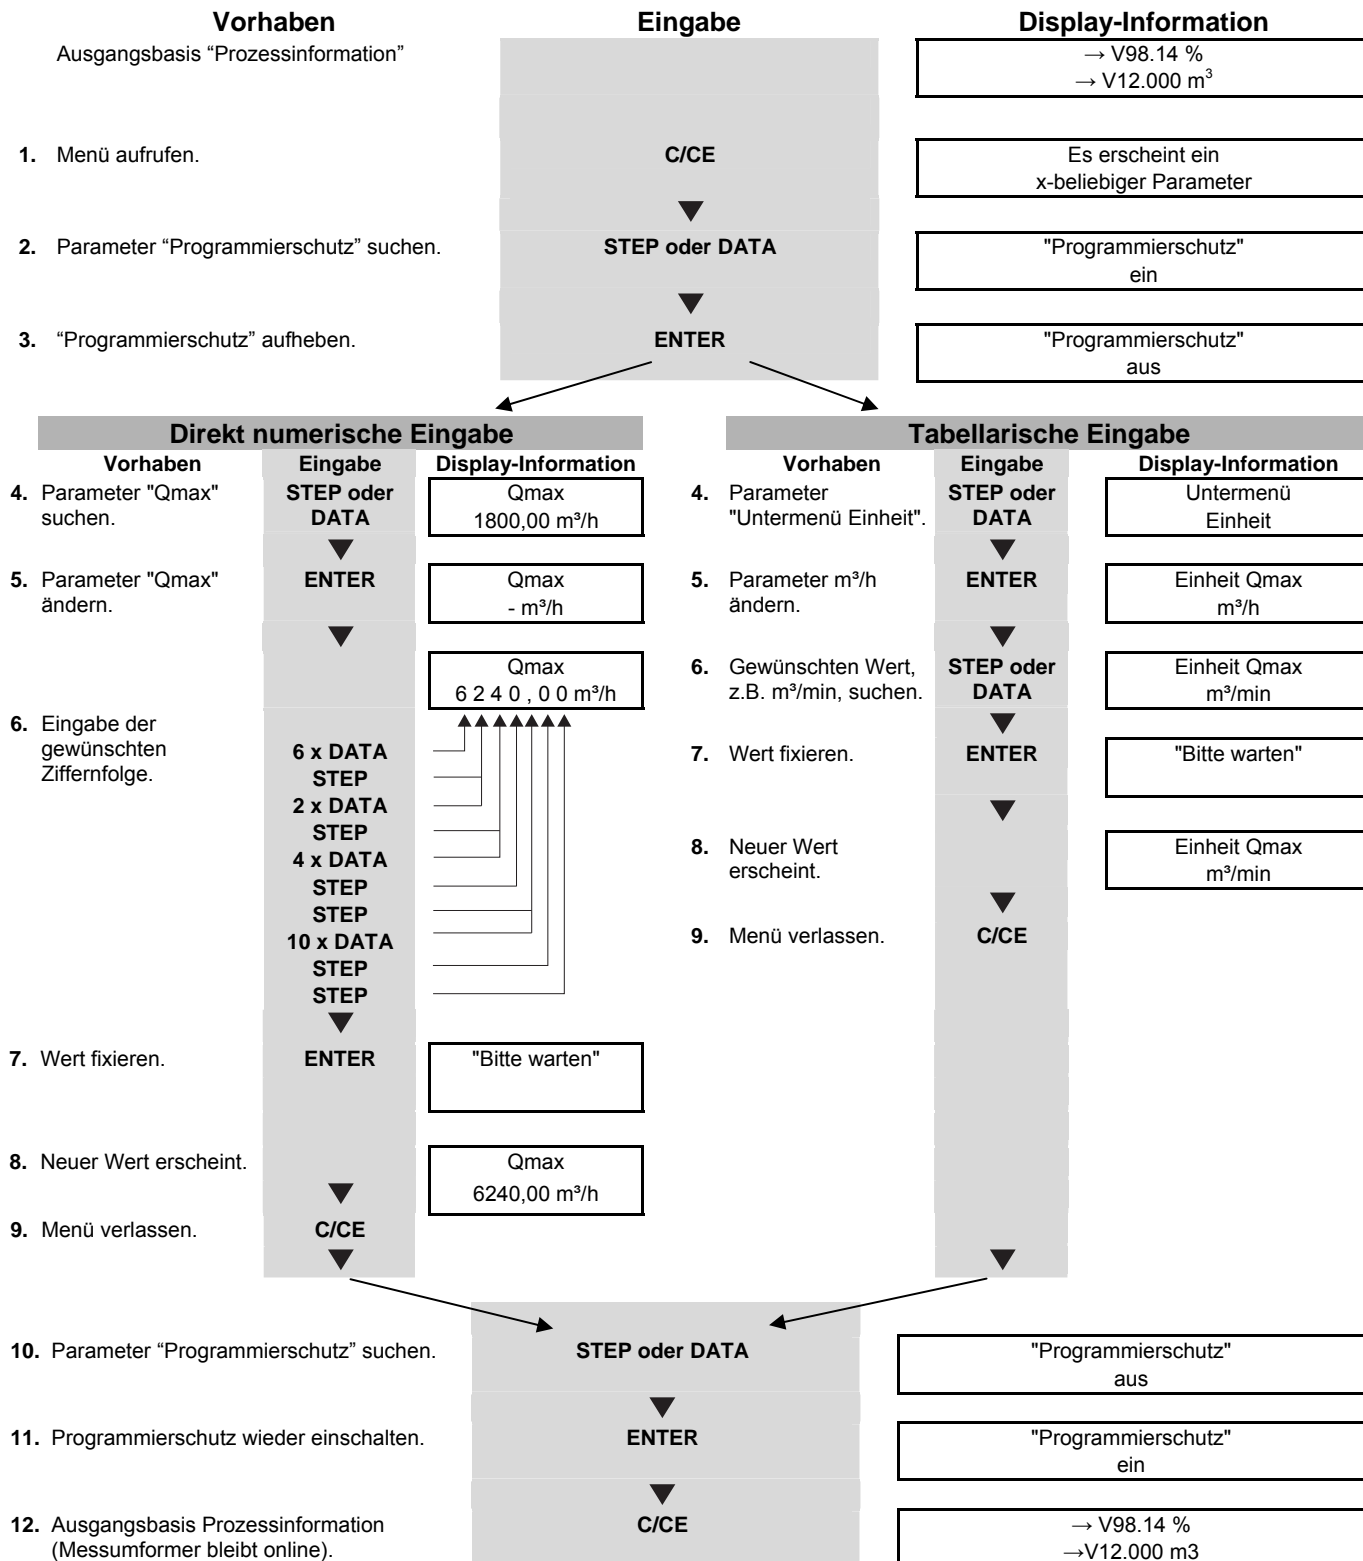 Vorhaben Eingabe Display-Information
Ausgangsbasis “Prozessinformation”
→ V98.14 %
→ V12.000 m³
1. Menü aufrufen. C/CE
Es erscheint ein
x-beliebiger Parameter
2. Parameter “Programmierschutz” suchen. STEP oder DATA
"Programmierschutz"
ein
3. “Programmierschutz” aufheben. ENTER
"Programmierschutz"
aus
Direkt numerische Eingabe
Vorhaben Eingabe Display-Information
4. Parameter "Qmax"
suchen.
STEP oder
DATA
Qmax
1800,00 m³/h
5. Parameter "Qmax"
ändern.
ENTER
Qmax
- m³/h
Qmax
6 2 4 0 , 0 0 m³/h
6. Eingabe der
gewünschten
Ziffernfolge.
6 x DATA
STEP
2 x DATA
STEP
4 x DATA
STEP
STEP
10 x DATA
STEP
STEP
7. Wert fixieren. ENTER "Bitte warten"
8. Neuer Wert erscheint.
Qmax
6240,00 m³/h
9. Menü verlassen. C/CE
Tabellarische Eingabe
Vorhaben Eingabe Display-Information
4. Parameter
"Untermenü Einheit".
STEP oder
DATA
Untermenü
Einheit
5. Parameter m³/h
ändern.
ENTER
Einheit Qmax
m³/h
6. Gewünschten Wert,
z.B. m³/min, suchen.
STEP oder
DATA
Einheit Qmax
m³/min
7. Wert fixieren. ENTER "Bitte warten"
8. Neuer Wert
erscheint.
Einheit Qmax
m³/min
9. Menü verlassen. C/CE
10. Parameter “Programmierschutz” suchen. STEP oder DATA
"Programmierschutz"
aus
11. Programmierschutz wieder einschalten. ENTER
"Programmierschutz"
ein
12. Ausgangsbasis Prozessinformation
(Messumformer bleibt online).
C/CE
→ V98.14 %
→V12.000 m3